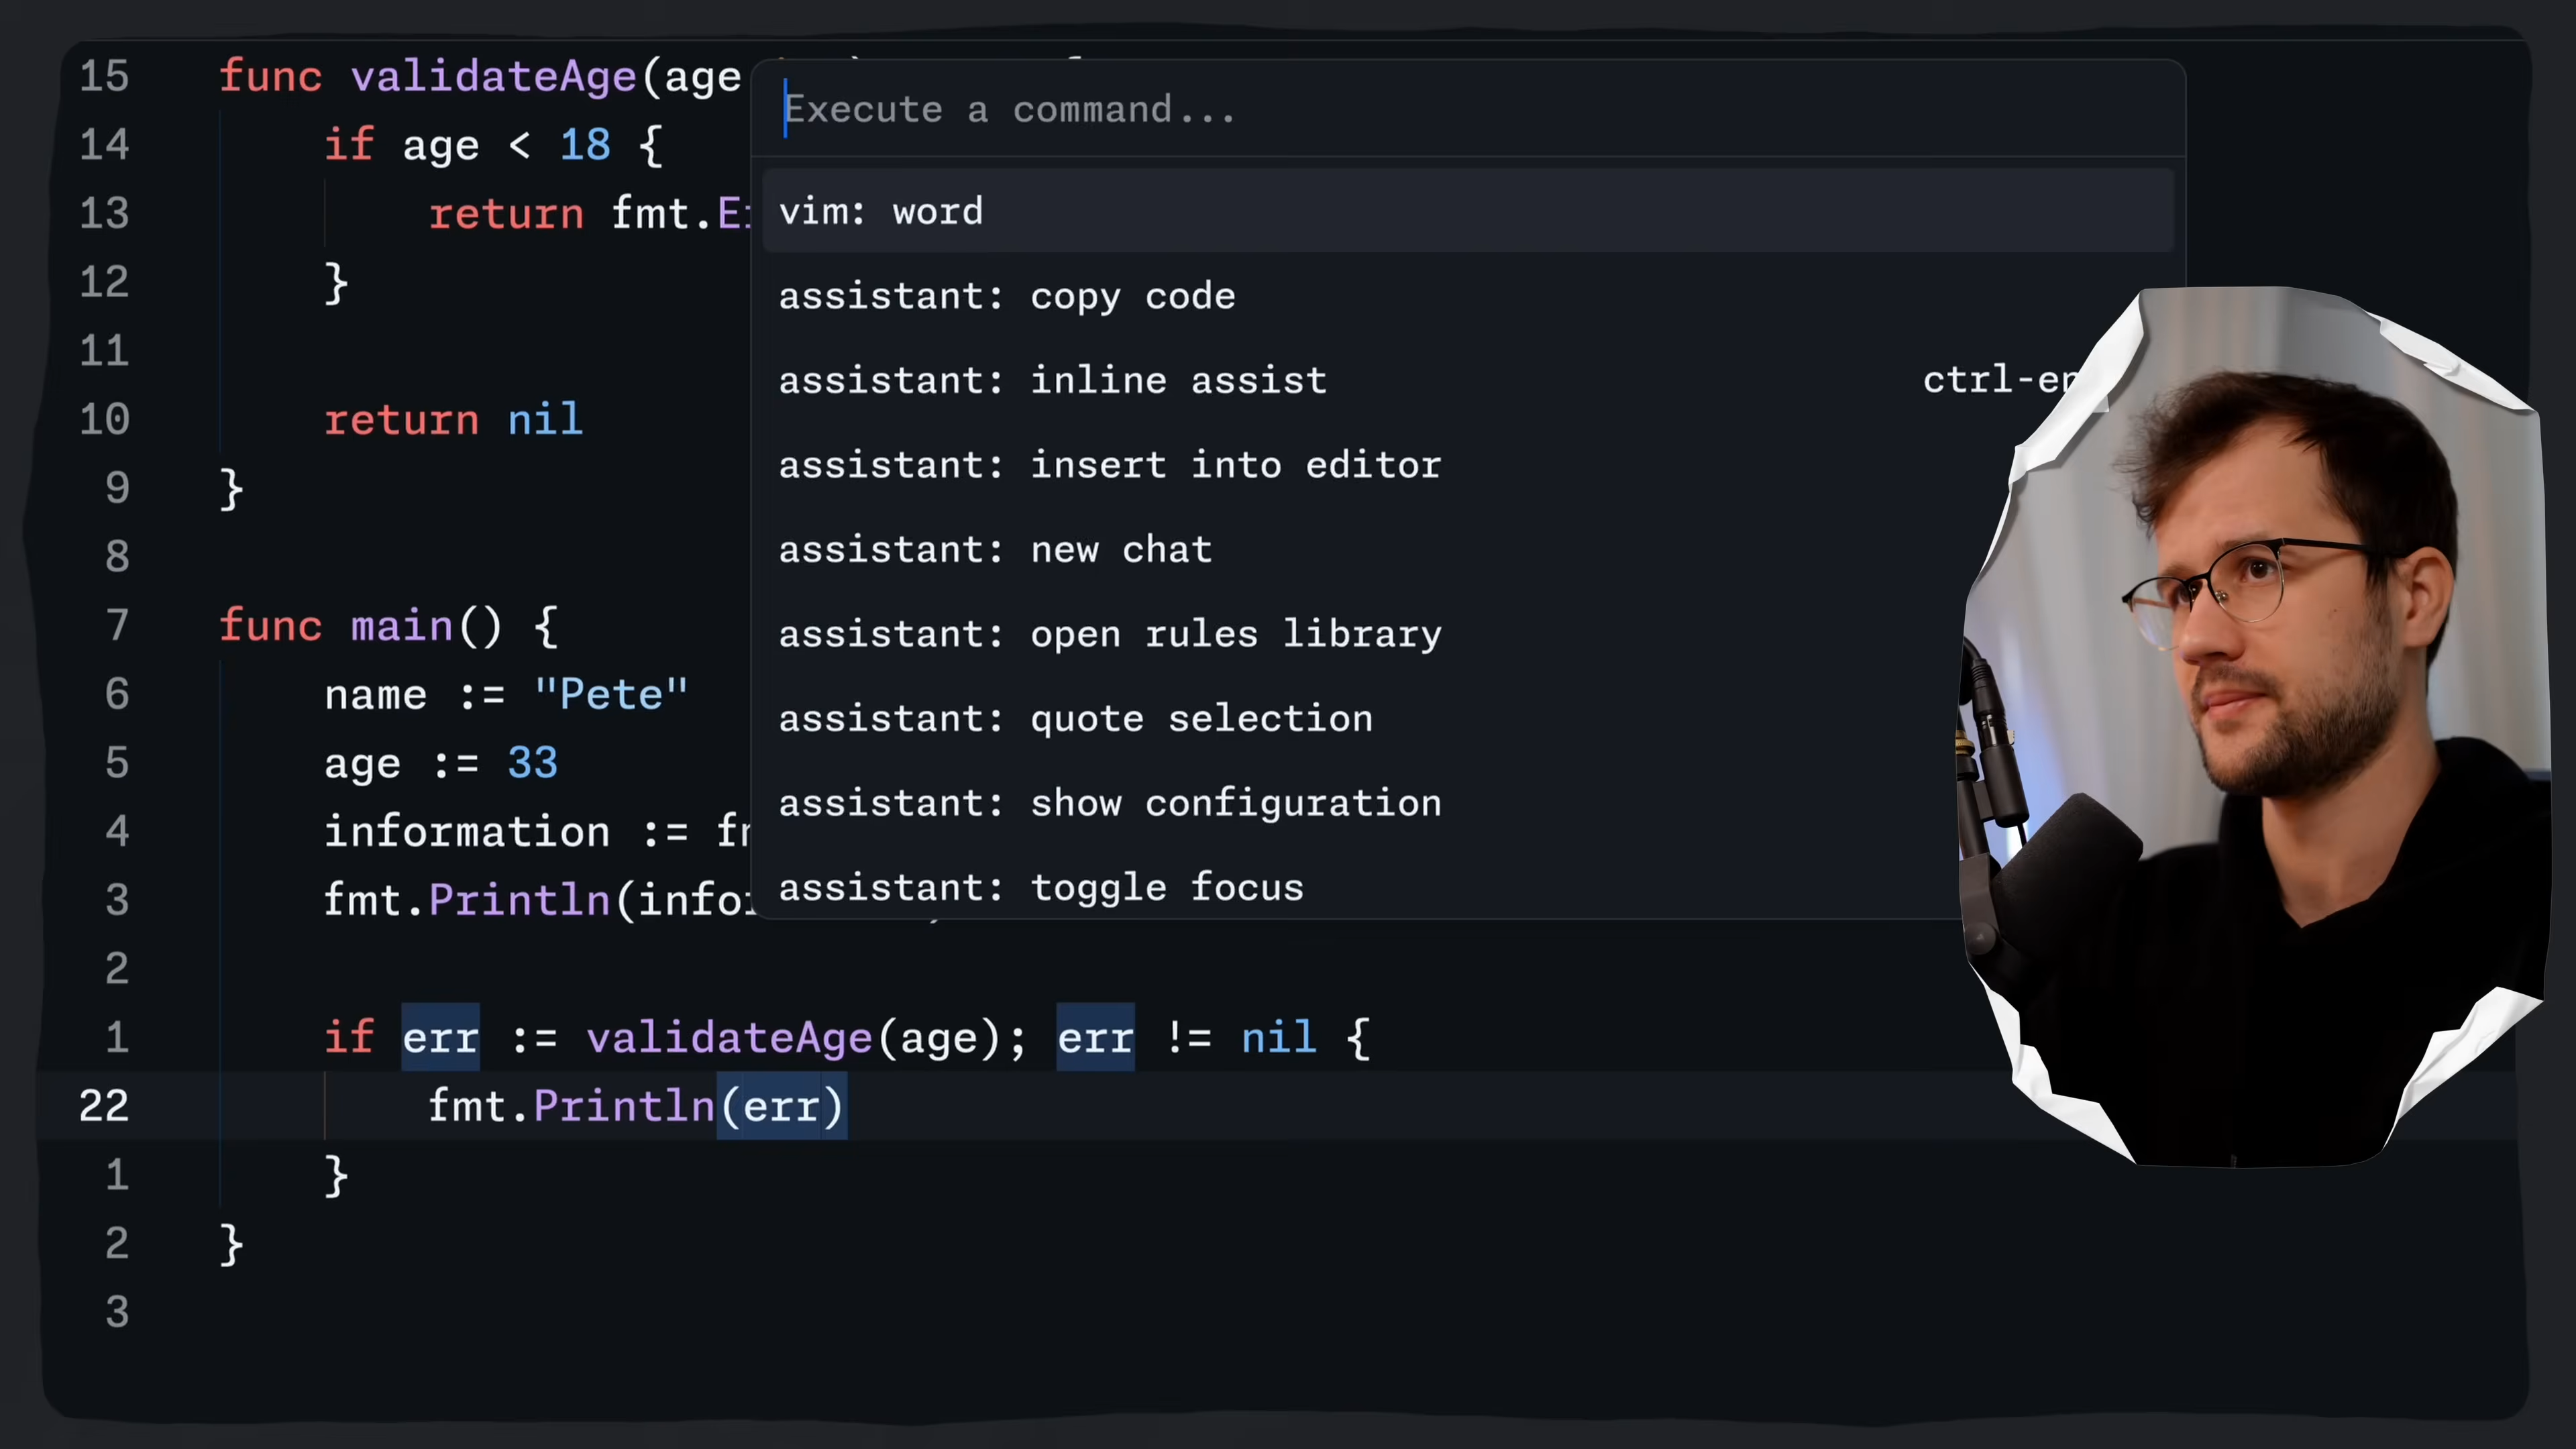 15 func validateAge(age
14 if age < 18 {
13 return fmt.
12 }
11
10 return nil
9 }
8
7 func main() {
6 name := "Pete"
5 age := 33
4 information :=
3 fmt.Println(
2
1 if err := validateAge(age); err != nil {
22 fmt.Println(err)
1 }
2 }
3
Execute a command...
vim: word
assistant: copy code
assistant: inline assist
assistant: insert into editor
assistant: new chat
assistant: open rules library
assistant: quote selection
assistant: show configuration
assistant: toggle focus